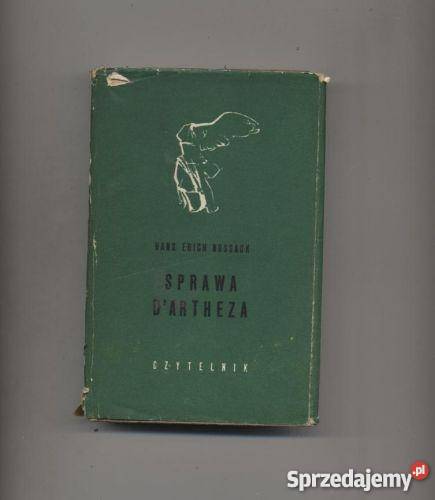 HANS ERICH NOSSACK
SPRAWA
D'ARTHEZA
CZYTELNIK
Sprzedajemy.pl